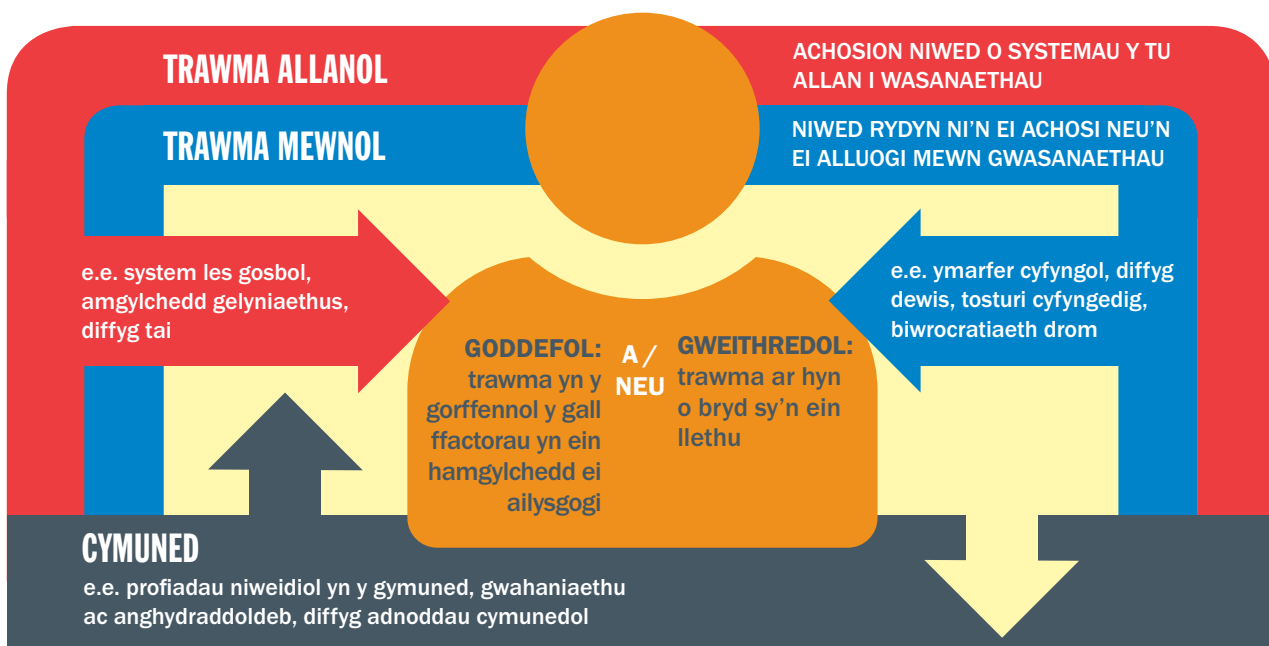 TRAWMA ALLANOL
ACHOSION NIWED O SYSTEMAU Y TU
ALLAN I WASANAETHAU
TRAWMA MEWNOL
NIWED RYDYN NI'N EI ACHOSI NEU'N
EI ALLUOGI MEWN GWASANAETHAU
e.e. system les gosbol,
amgylchedd gelyniaethus,
diffyg tai
e.e. ymarfer cyfyngol, diffyg
dewis, tosturi cyfyngedig,
biwrocratiaeth drom
GODDEFOL:
trawma yn y
gorffennol y gall
ffactorau yn ein
hamgylchedd ei
ailysgogi
A /
NEU
GWEITHREDOL:
trawma ar hyn
o bryd sy'n ein
llethu
CYMUNED
e.e. profiadau niweidiol yn y gymuned, gwahaniaethu
ac anghydraddoldeb, diffyg adnoddau cymunedol